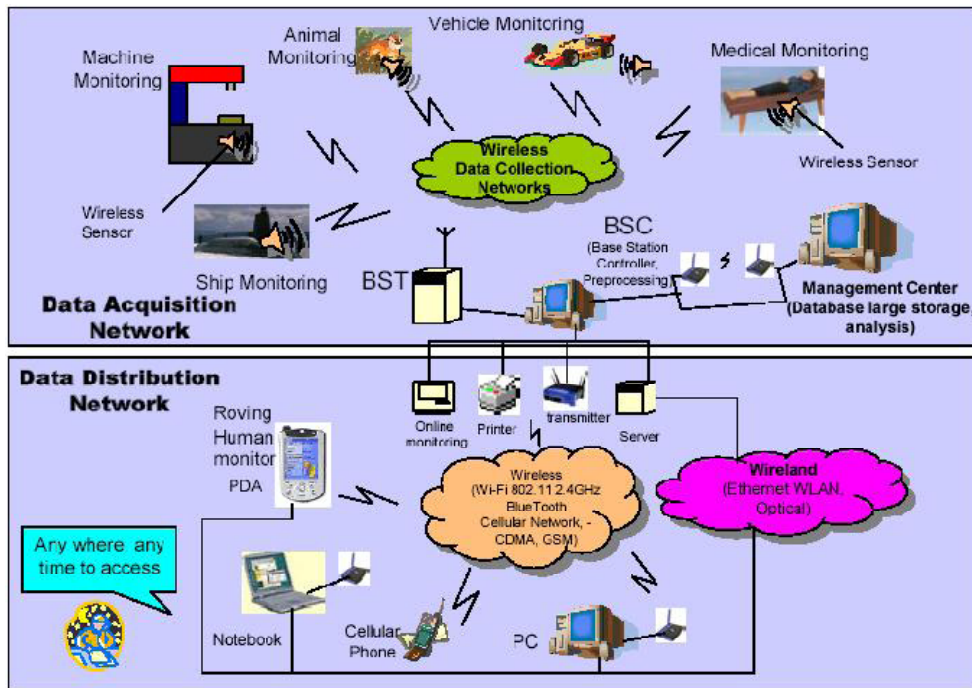 Machine
Monitoring
Animal
Monitoring
Vehicle Monitoring
Medical Monitoring
Wireless
Data Collection
Networks
Wireless Sensor
Wireless
Sensor
Ship Monitoring
BST
BSC
(Base Station
Controller,
Preprocessing)
Management Center
(Database large storage,
analysis)
Data Acquisition
Network
Data Distribution
Network
Online
monitoring
Printer
transmitter
Server
Roving
Human
monitor
PDA
Wireless
(Wi-Fi 802.11 2.4GHz
BlueTooth
Cellular Network, -
CDMA, GSM)
Wireland
(Ethernet WLAN,
Optical)
Any where, any
time to access
Notebook
Cellular
Phone
PC